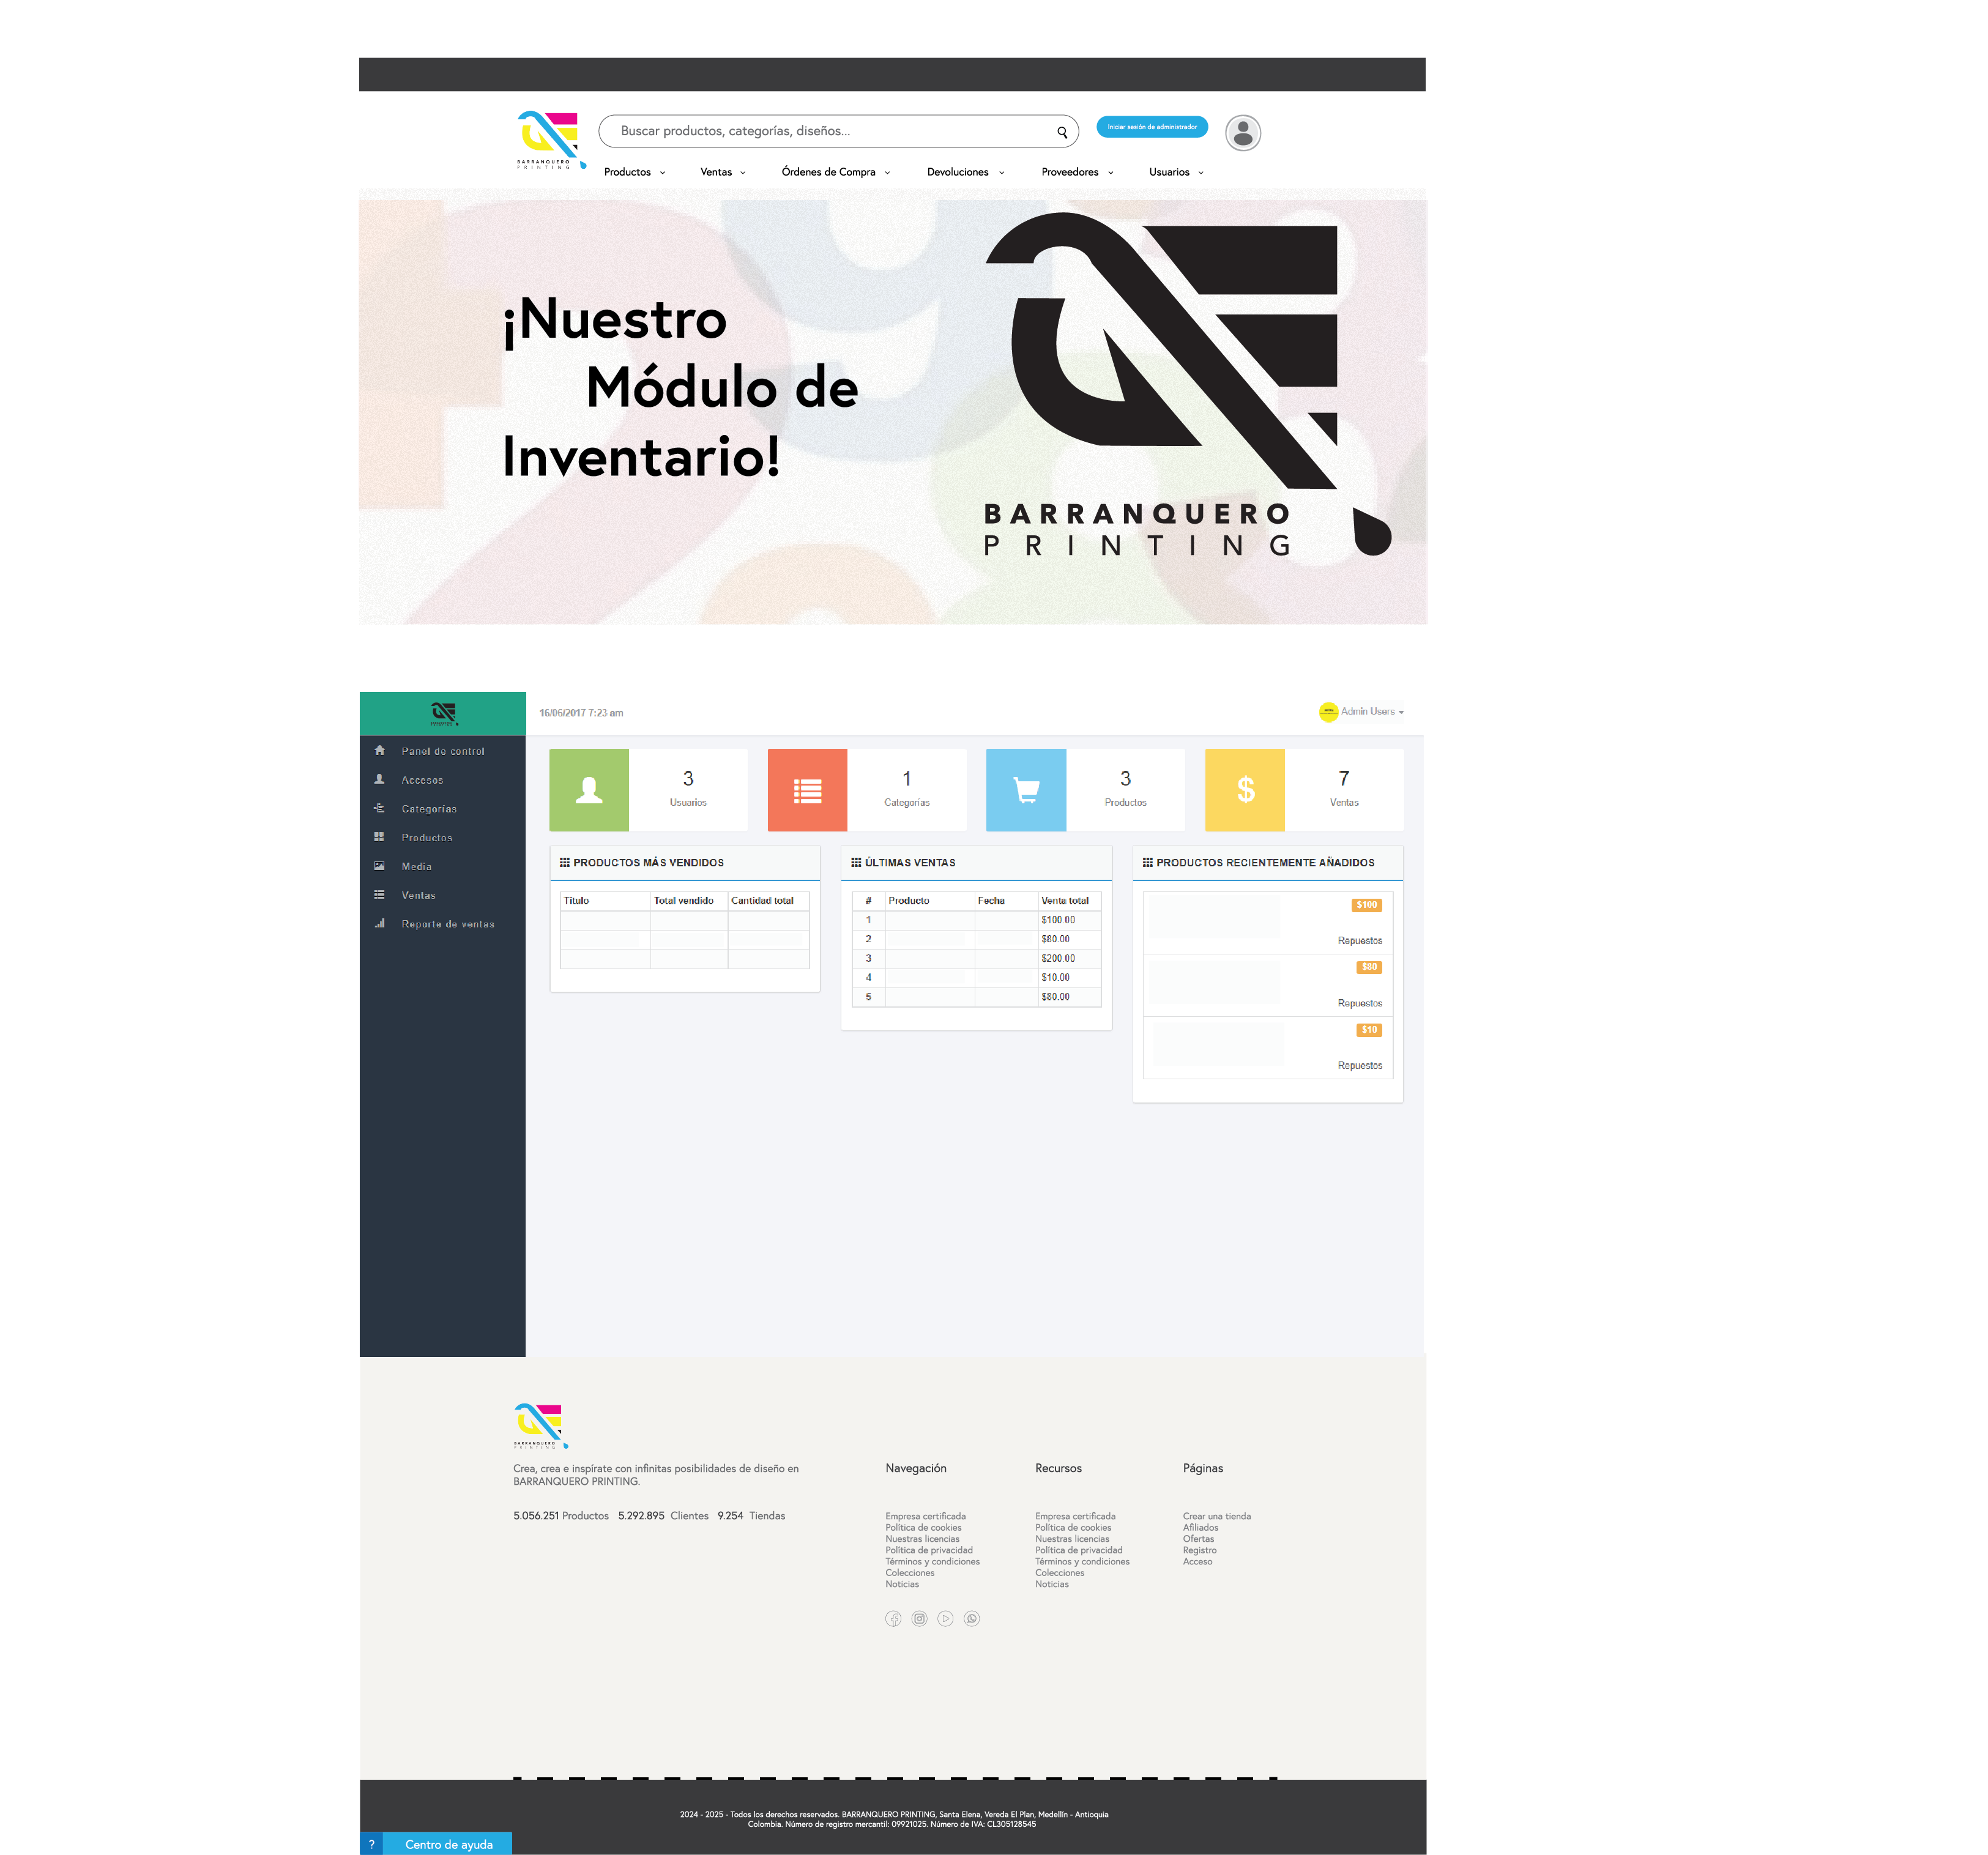 BARRANQUERO
PRINTING
Buscar productos, categorías, diseños...
Iniciar sesión de administrador
Productos Ventas Órdenes de Compra Devoluciones Proveedores Usuarios
¡Nuestro
Módulo de
Inventario!
BARRANQUERO
PRINTING
16/06/2017 7:23 am
Admin Users
Panel de control
Accesos
Categorías
Productos
Media
Ventas
Reporte de ventas
3
Usuarios
1
Categorias
3
Productos
$
7
Ventas
PRODUCTOS MÁS VENDIDOS
Título Total vendido Cantidad total
ÚLTIMAS VENTAS
# Producto Fecha Venta total
1 $100.00
2 $80.00
3 $200.00
4 $10.00
5 $80.00
PRODUCTOS RECIENTEMENTE AÑADIDOS
$100
Repuestos
$80
Repuestos
$10
Repuestos
BARRANQUERO
PRINTING
Crea, crea e inspírate con infinitas posibilidades de diseño en
BARRANQUERO PRINTING.
5.056.251 Productos 5.292.895 Clientes 9.254 Tiendas
Navegación
Empresa certificada
Política de cookies
Nuestras licencias
Política de privacidad
Términos y condiciones
Colecciones
Noticias
Recursos
Empresa certificada
Política de cookies
Nuestras licencias
Política de privacidad
Términos y condiciones
Colecciones
Noticias
Páginas
Crear una tienda
Afiliados
Ofertas
Registro
Acceso
2024 - 2025 - Todos los derechos reservados. BARRANQUERO PRINTING, Santa Elena, Vereda El Plan, Medellín - Antioquia
Colombia. Número de registro mercantil: 09921025. Número de IVA: CL305128545
? Centro de ayuda